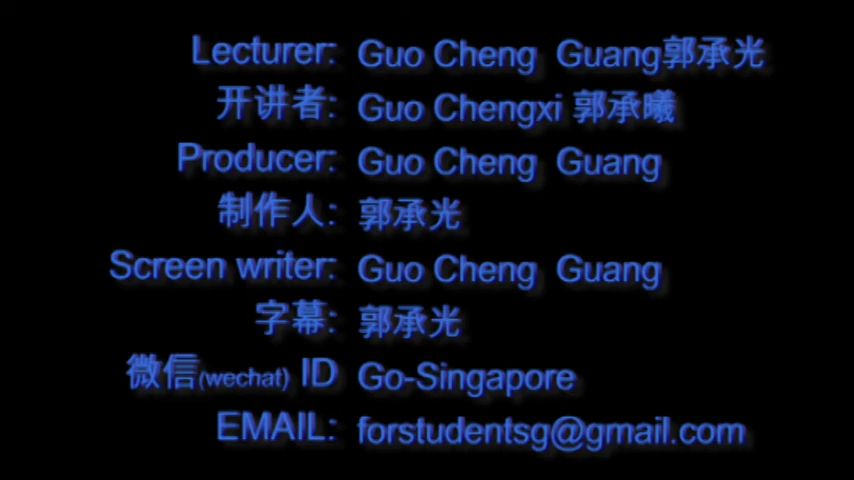 Lecturer: Guo Cheng Guang郭承光
开讲者: Guo Chengxi 郭承曦
Producer: Guo Cheng Guang
制作人: 郭承光
Screen writer: Guo Cheng Guang
字幕: 郭承光
微信(wechat) ID Go-Singapore
EMAIL: forstudentsg@gmail.com